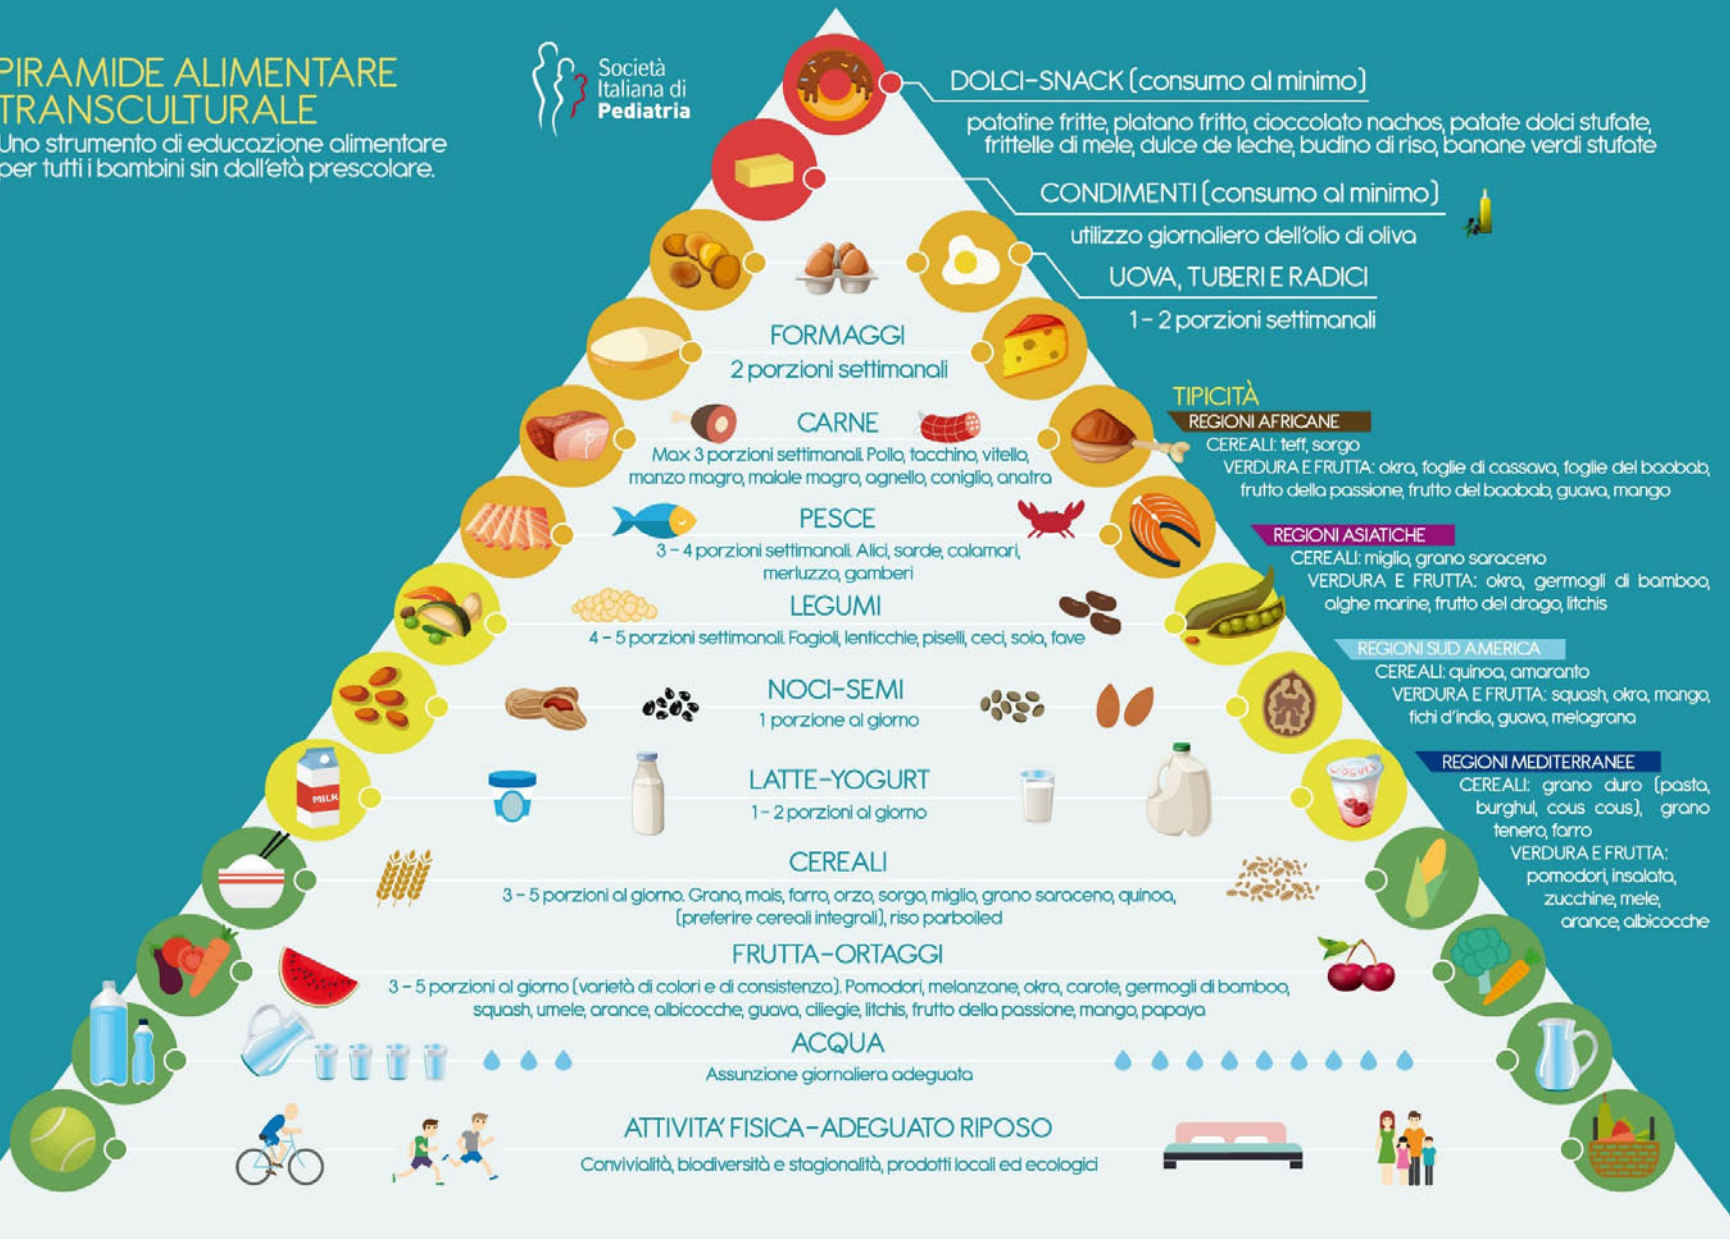 PIRAMIDE ALIMENTARE
TRANSCULTURALE
Uno strumento di educazione alimentare
per tutti i bambini sin dall'età prescolare.
Società
Italiana di
Pediatria
DOLCI-SNACK (consumo al minimo)
patatine fritte, platano fritto, cioccolato nachos, patate dolci stufate,
frittelle di mele, dulce de leche, budino di riso, banane verdi stufate
CONDIMENTI (consumo al minimo)
utilizzo giornaliero dell'olio di oliva
UOVA, TUBERI E RADICI
1 - 2 porzioni settimanali
FORMAGGI
2 porzioni settimanali
CARNE
Max 3 porzioni settimanali. Pollo, tacchino, vitello,
manzo magro, maiale magro, agnello, coniglio, anatra
PESCE
3 - 4 porzioni settimanali. Alici, sarde, calamari,
merluzzo, gamberi
LEGUMI
4 - 5 porzioni settimanali. Fagioli, lenticchie, piselli, ceci, soia, fave
NOCI-SEMI
1 porzione al giorno
MILK
LATTE-YOGURT
1 - 2 porzioni al giorno
YOGURT
CEREALI
3 - 5 porzioni al giorno. Grano, mais, farro, orzo, sorgo, miglio, grano saraceno, quinoa,
(preferire cereali integrali), riso parboiled
FRUTTA-ORTAGGI
3 - 5 porzioni al giorno (varietà di colori e di consistenza). Pomodori, melanzane, okra, carote, germogli di bamboo,
squash, umele, arance, albicocche, guava, ciliegie, litchis, frutto della passione, mango, papaya
ACQUA
Assunzione giornaliera adeguata
ATTIVITA' FISICA-ADEGUATO RIPOSO
Convivialità, biodiversità e stagionalità, prodotti locali ed ecologici
TIPICITÀ
REGIONI AFRICANE
CEREALI: teff, sorgo
VERDURA E FRUTTA: okra, foglie di cassava, foglie del baobab,
frutto della passione, frutto del baobab, guava, mango
REGIONI ASIATICHE
CEREALI: miglio, grano saraceno
VERDURA E FRUTTA: okra, germogli di bamboo,
alghe marine, frutto del drago, litchis
REGIONI SUD AMERICA
CEREALI: quinoa, amaranto
VERDURA E FRUTTA: squash, okra, mango,
fichi d'india, guava, melagrana
REGIONI MEDITERRANEE
CEREALI: grano duro (pasta,
burghul, cous cous), grano
tenero, farro
VERDURA E FRUTTA:
pomodori, insalata,
zucchine, mele,
arance, albicocche